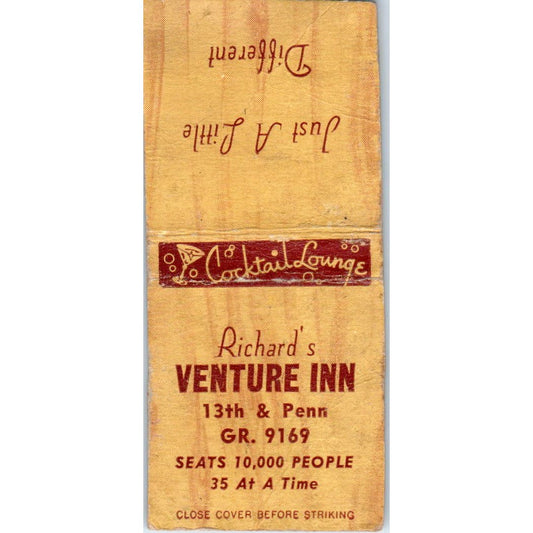 Just A Little
Different
Cocktail Lounge
Richard's
VENTURE INN
13th & Penn
GR. 9169
SEATS 10,000 PEOPLE
35 At A Time
CLOSE COVER BEFORE STRIKING